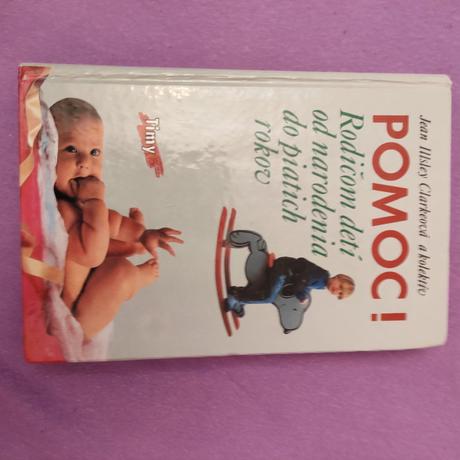 Jean Illsley Clarkeová a kolektív
POMOC!
Rodičom detí
od narodenia
do piatich
rokov
Timy